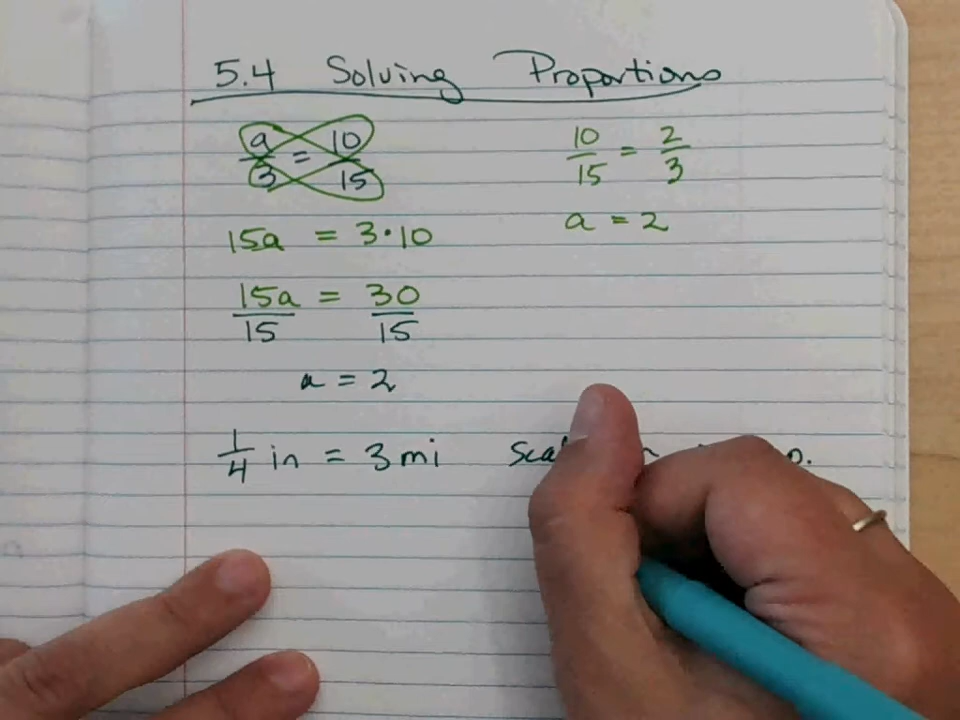 5.4 Solving Proportions
a/3 = 10/15
15a = 3·10
15a/15 = 30/15
a = 2
10/15 = 2/3
a = 2
1/4 in = 3 mi